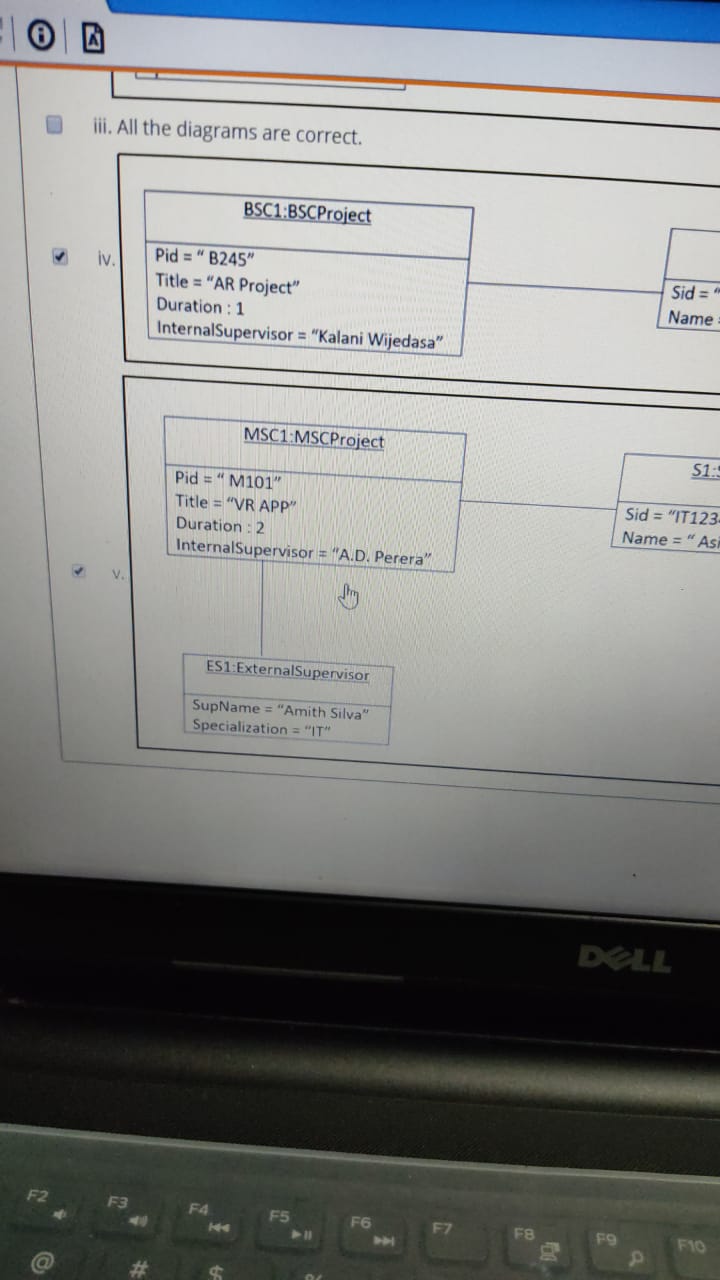 iii. All the diagrams are correct.
BSC1:BSCProject
iv.
Pid = “ B245”
Title = “AR Project”
Duration : 1
InternalSupervisor = “Kalani Wijedasa”
Sid = “
Name =
MSC1:MSCProject
Pid = “ M101”
Title = “VR APP”
Duration : 2
InternalSupervisor = “A.D. Perera”
S1:
Sid = “IT123
Name = “ Asi
v.
ES1:ExternalSupervisor
SupName = “Amith Silva”
Specialization = “IT”
DELL
F2 F3 F4 F5 F6 F7 F8 F9 F10
@ # $